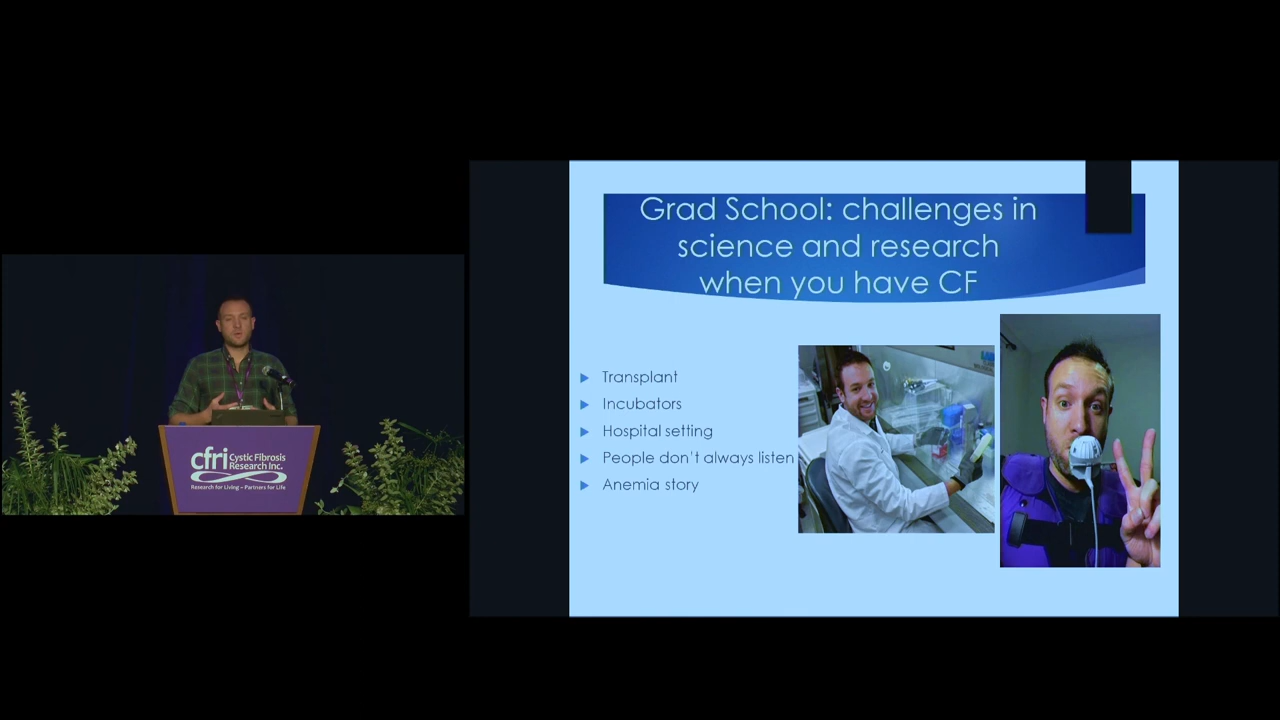 Grad School: challenges in
science and research
when you have CF
Transplant
Incubators
Hospital setting
People don't always listen
Anemia story
cfri Cystic Fibrosis
Research Inc.
Research for Living ~ Partners for Life